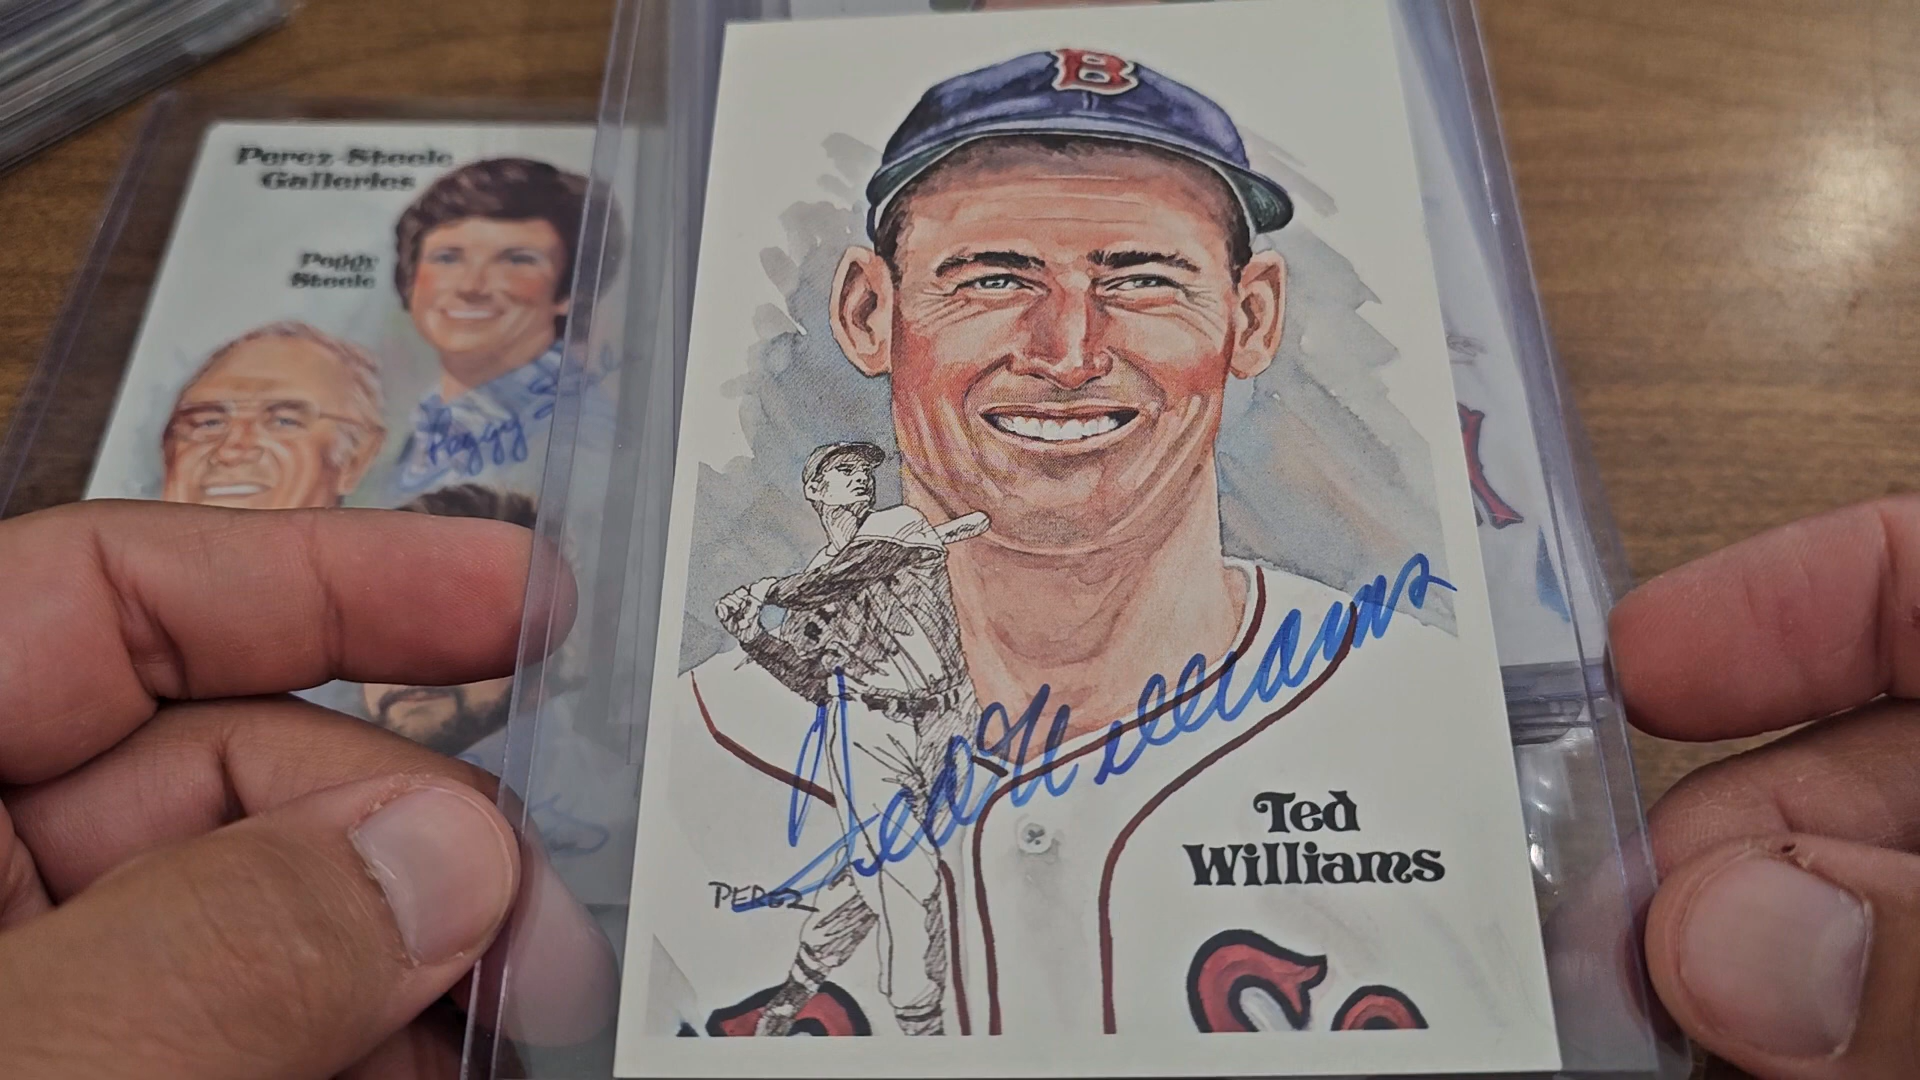 Perez-Steele
Galleries
Peggy
Steele
Peggy Steele
B
Ted Williams
PEREZ
Ted
Williams